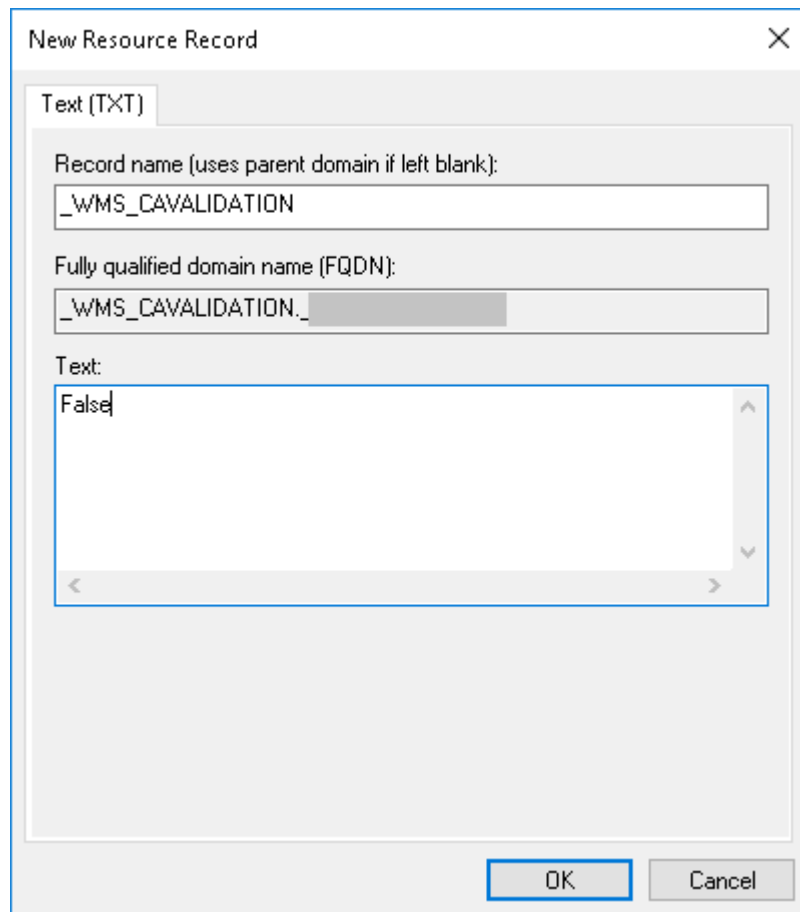 New Resource Record
Text (TXT)
Record name (uses parent domain if left blank):
_WMS_CAVALIDATION
Fully qualified domain name (FQDN):
_WMS_CAVALIDATION._
Text:
False
OK
Cancel